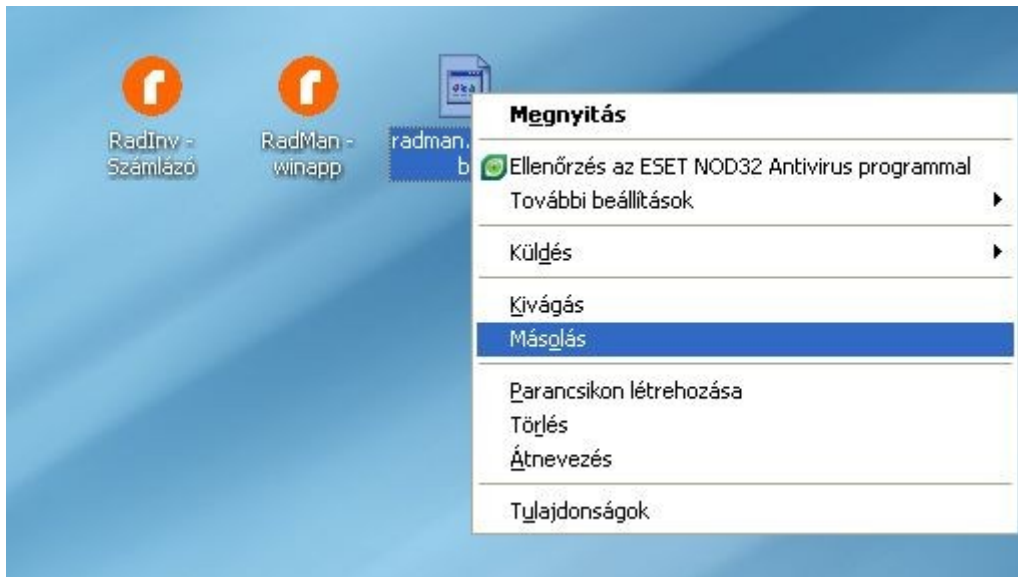 RadInv -
Számlázó
RadMan -
winapp
radman.
b
Megnyitás
Ellenőrzés az ESET NOD32 Antivirus programmal
További beállítások
Küldés
Kivágás
Másolás
Parancsikon létrehozása
Törlés
Átnevezés
Tulajdonságok